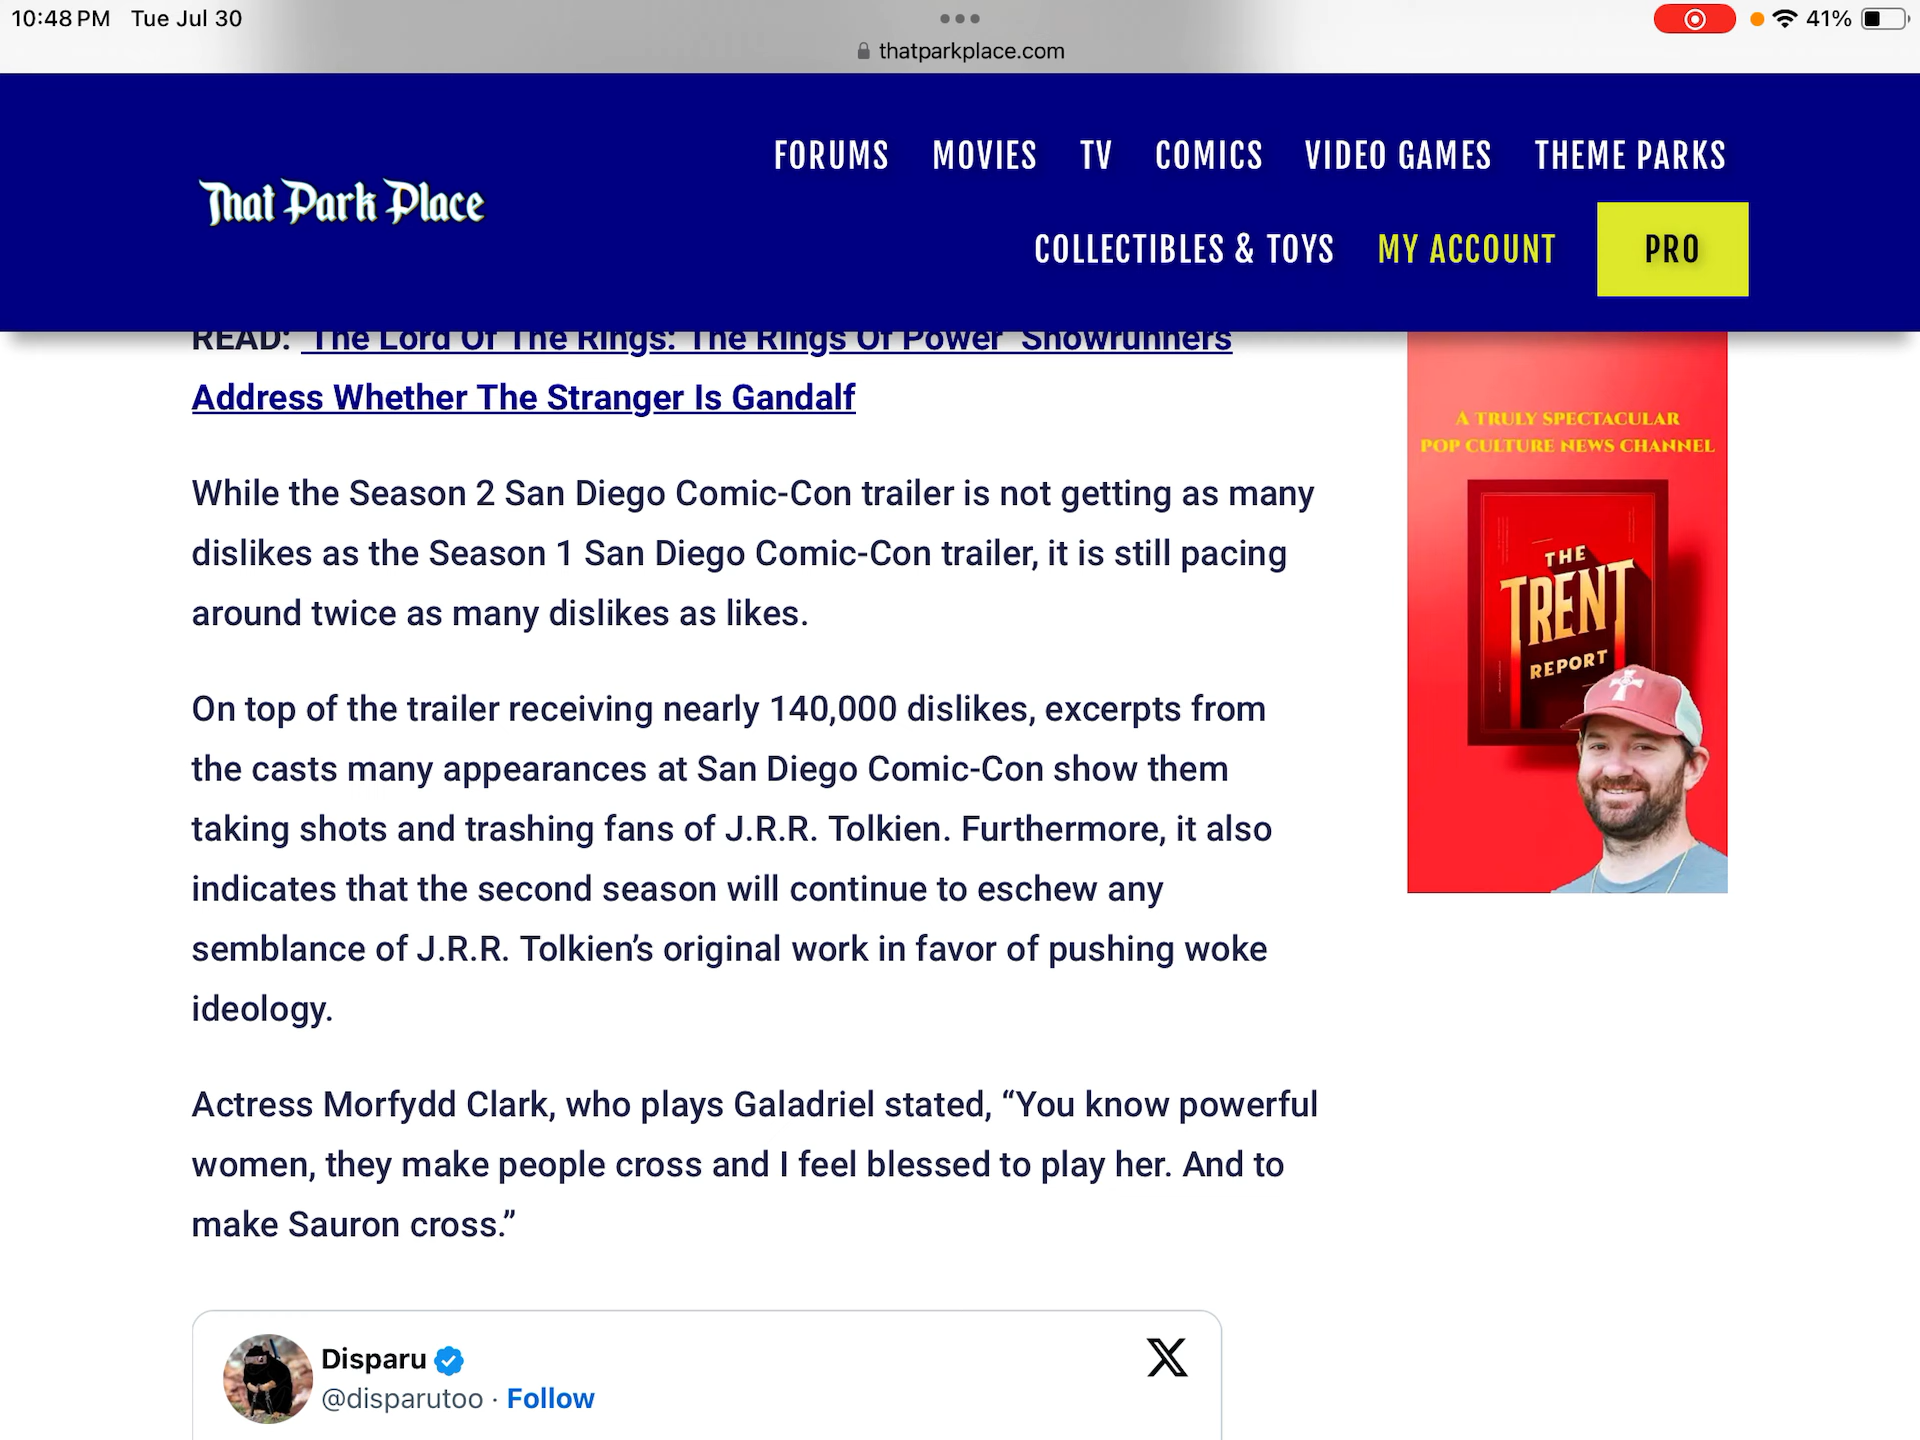 10:48 PM Tue Jul 30
41%
thatparkplace.com
That Park Place
FORUMS MOVIES TV COMICS VIDEO GAMES THEME PARKS
COLLECTIBLES & TOYS MY ACCOUNT PRO
READ: 'The Lord Of The Rings: The Rings Of Power' Showrunners
Address Whether The Stranger Is Gandalf
While the Season 2 San Diego Comic-Con trailer is not getting as many
dislikes as the Season 1 San Diego Comic-Con trailer, it is still pacing
around twice as many dislikes as likes.
On top of the trailer receiving nearly 140,000 dislikes, excerpts from
the casts many appearances at San Diego Comic-Con show them
taking shots and trashing fans of J.R.R. Tolkien. Furthermore, it also
indicates that the second season will continue to eschew any
semblance of J.R.R. Tolkien’s original work in favor of pushing woke
ideology.
Actress Morfydd Clark, who plays Galadriel stated, “You know powerful
women, they make people cross and I feel blessed to play her. And to
make Sauron cross.”
Disparu
@disparutoo · Follow
A TRULY SPECTACULAR
POP CULTURE NEWS CHANNEL
THE
TRENT
REPORT